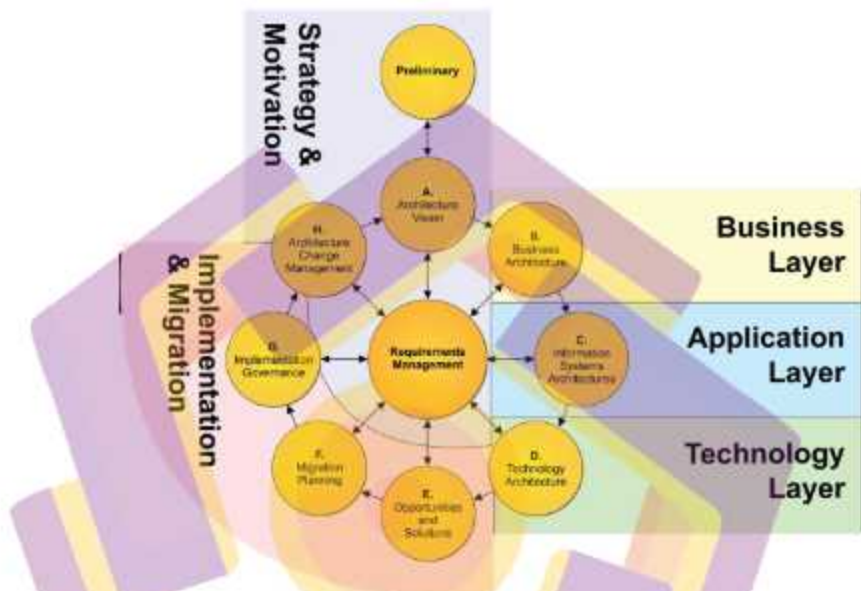 Strategy &
Motivation
Preliminary
A.
Architecture
Vision
H.
Architecture
Change
Management
B.
Business
Architecture
Business
Layer
Implementation
& Migration
G.
Implementation
Governance
Requirements
Management
C.
Information
Systems
Architectures
Application
Layer
F.
Migration
Planning
E.
Opportunities
and
Solutions
D.
Technology
Architecture
Technology
Layer